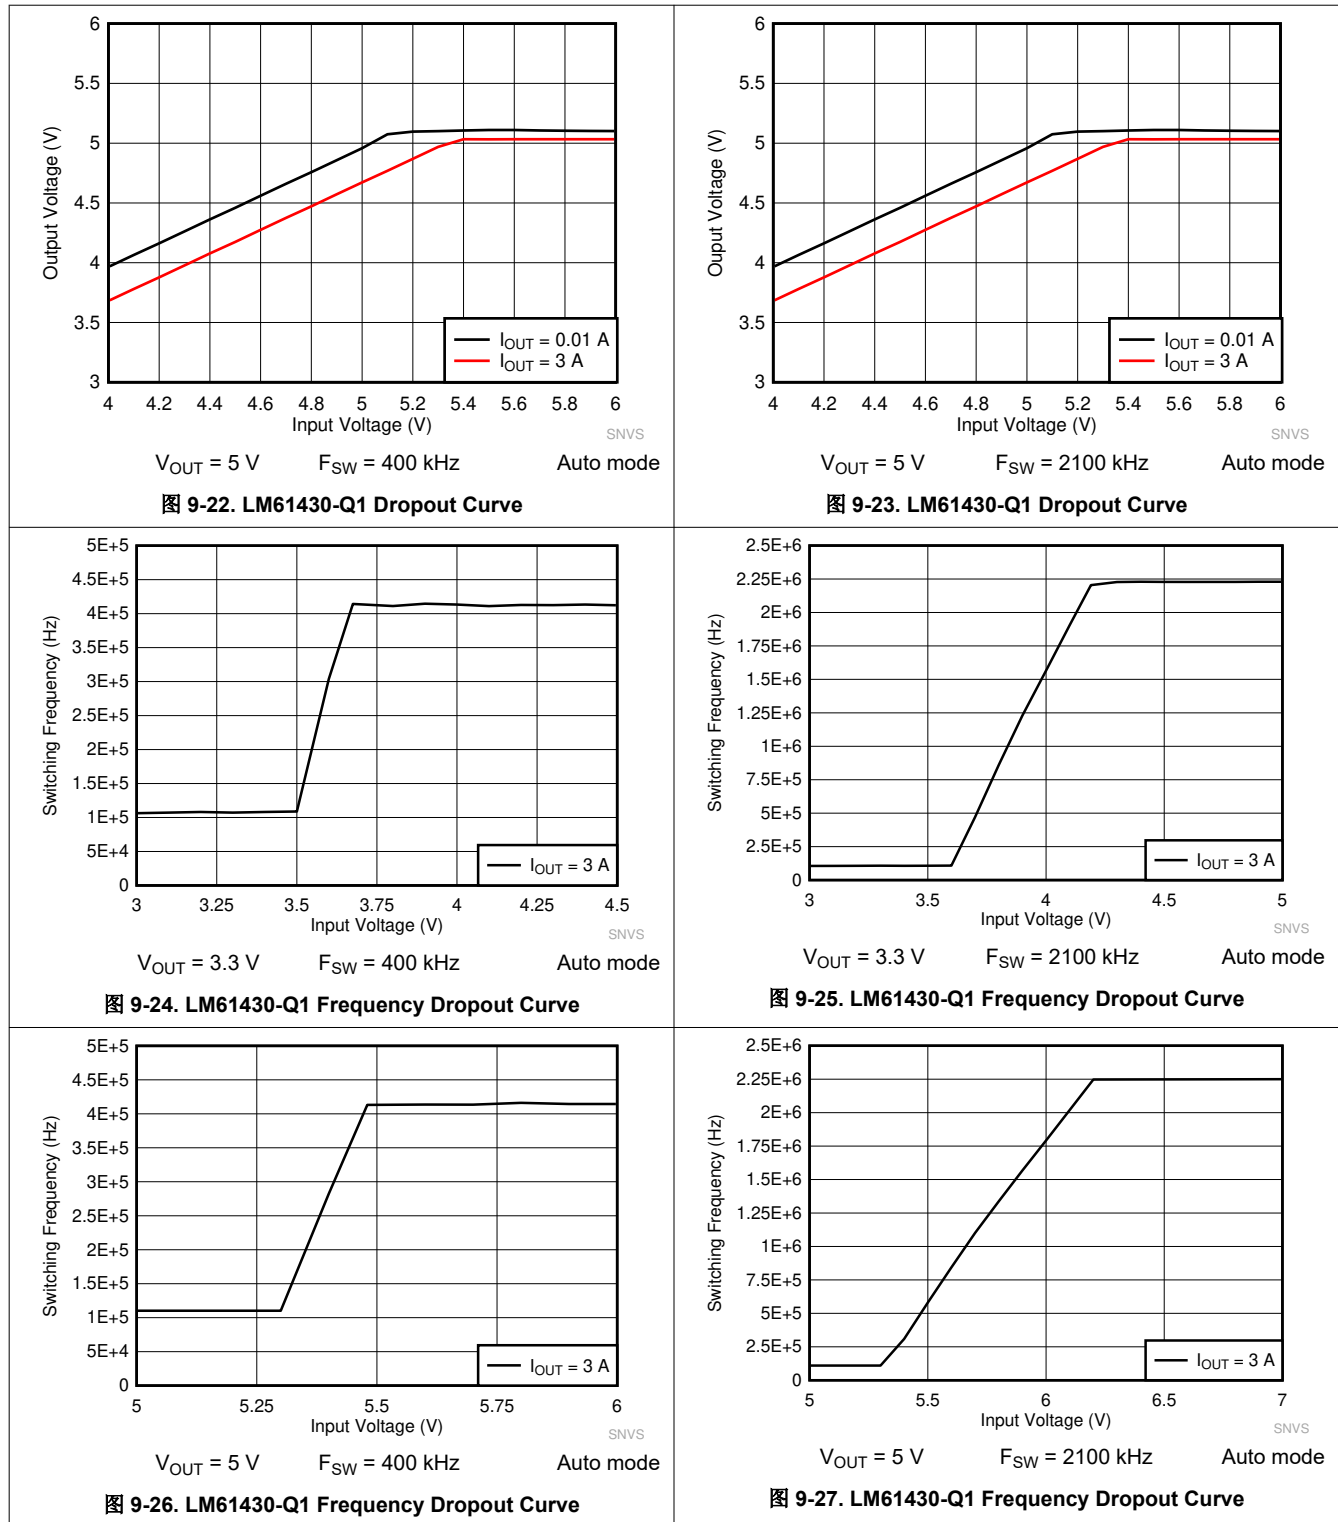 6
5.5
5
4.5
4
3.5
3
Output Voltage (V)
4 4.2 4.4 4.6 4.8 5 5.2 5.4 5.6 5.8 6
Input Voltage (V)
IOUT = 0.01 A
IOUT = 3 A
SNVS
VOUT = 5 V FSW = 400 kHz Auto mode
图 9-22. LM61430-Q1 Dropout Curve
6
5.5
5
4.5
4
3.5
3
Ouput Voltage (V)
4 4.2 4.4 4.6 4.8 5 5.2 5.4 5.6 5.8 6
Input Voltage (V)
IOUT = 0.01 A
IOUT = 3 A
SNVS
VOUT = 5 V FSW = 2100 kHz Auto mode
图 9-23. LM61430-Q1 Dropout Curve
5E+5
4.5E+5
4E+5
3.5E+5
3E+5
2.5E+5
2E+5
1.5E+5
1E+5
5E+4
0
Switching Frequency (Hz)
3 3.25 3.5 3.75 4 4.25 4.5
Input Voltage (V)
IOUT = 3 A
SNVS
VOUT = 3.3 V FSW = 400 kHz Auto mode
图 9-24. LM61430-Q1 Frequency Dropout Curve
2.5E+6
2.25E+6
2E+6
1.75E+6
1.5E+6
1.25E+6
1E+6
7.5E+5
5E+5
2.5E+5
0
Switching Frequency (Hz)
3 3.5 4 4.5 5
Input Voltage (V)
IOUT = 3 A
SNVS
VOUT = 3.3 V FSW = 2100 kHz Auto mode
图 9-25. LM61430-Q1 Frequency Dropout Curve
5E+5
4.5E+5
4E+5
3.5E+5
3E+5
2.5E+5
2E+5
1.5E+5
1E+5
5E+4
0
Switching Frequency (Hz)
5 5.25 5.5 5.75 6
Input Voltage (V)
IOUT = 3 A
SNVS
VOUT = 5 V FSW = 400 kHz Auto mode
图 9-26. LM61430-Q1 Frequency Dropout Curve
2.5E+6
2.25E+6
2E+6
1.75E+6
1.5E+6
1.25E+6
1E+6
7.5E+5
5E+5
2.5E+5
0
Switching Frequency (Hz)
5 5.5 6 6.5 7
Input Voltage (V)
IOUT = 3 A
SNVS
VOUT = 5 V FSW = 2100 kHz Auto mode
图 9-27. LM61430-Q1 Frequency Dropout Curve